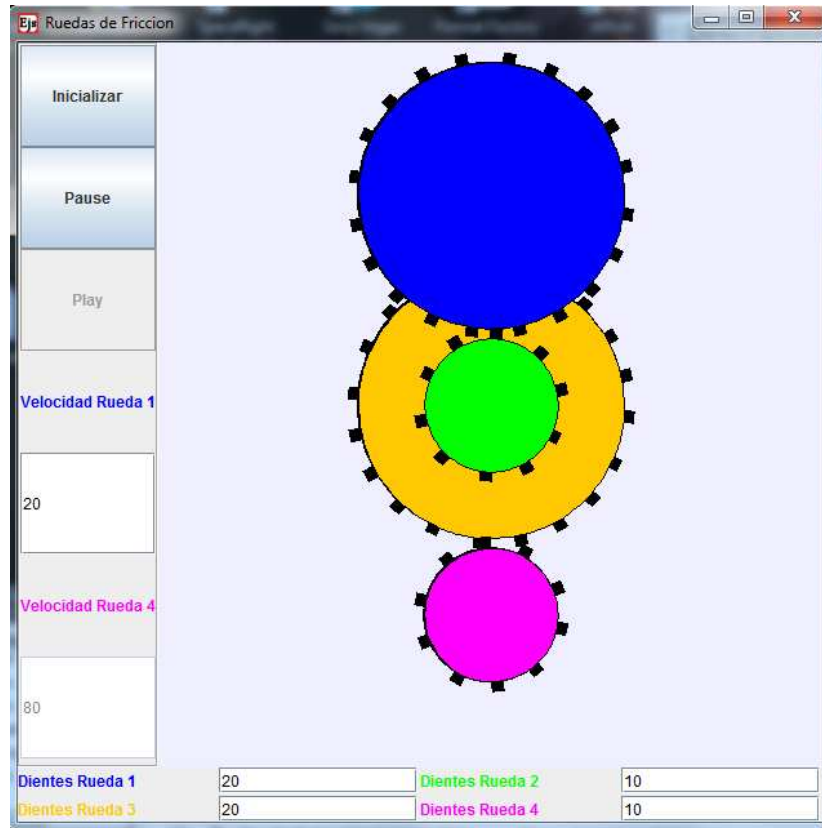 Ejs Ruedas de Friccion
Inicializar
Pause
Play
Velocidad Rueda 1
20
Velocidad Rueda 4
80
Dientes Rueda 1 20 Dientes Rueda 2 10
Dientes Rueda 3 20 Dientes Rueda 4 10